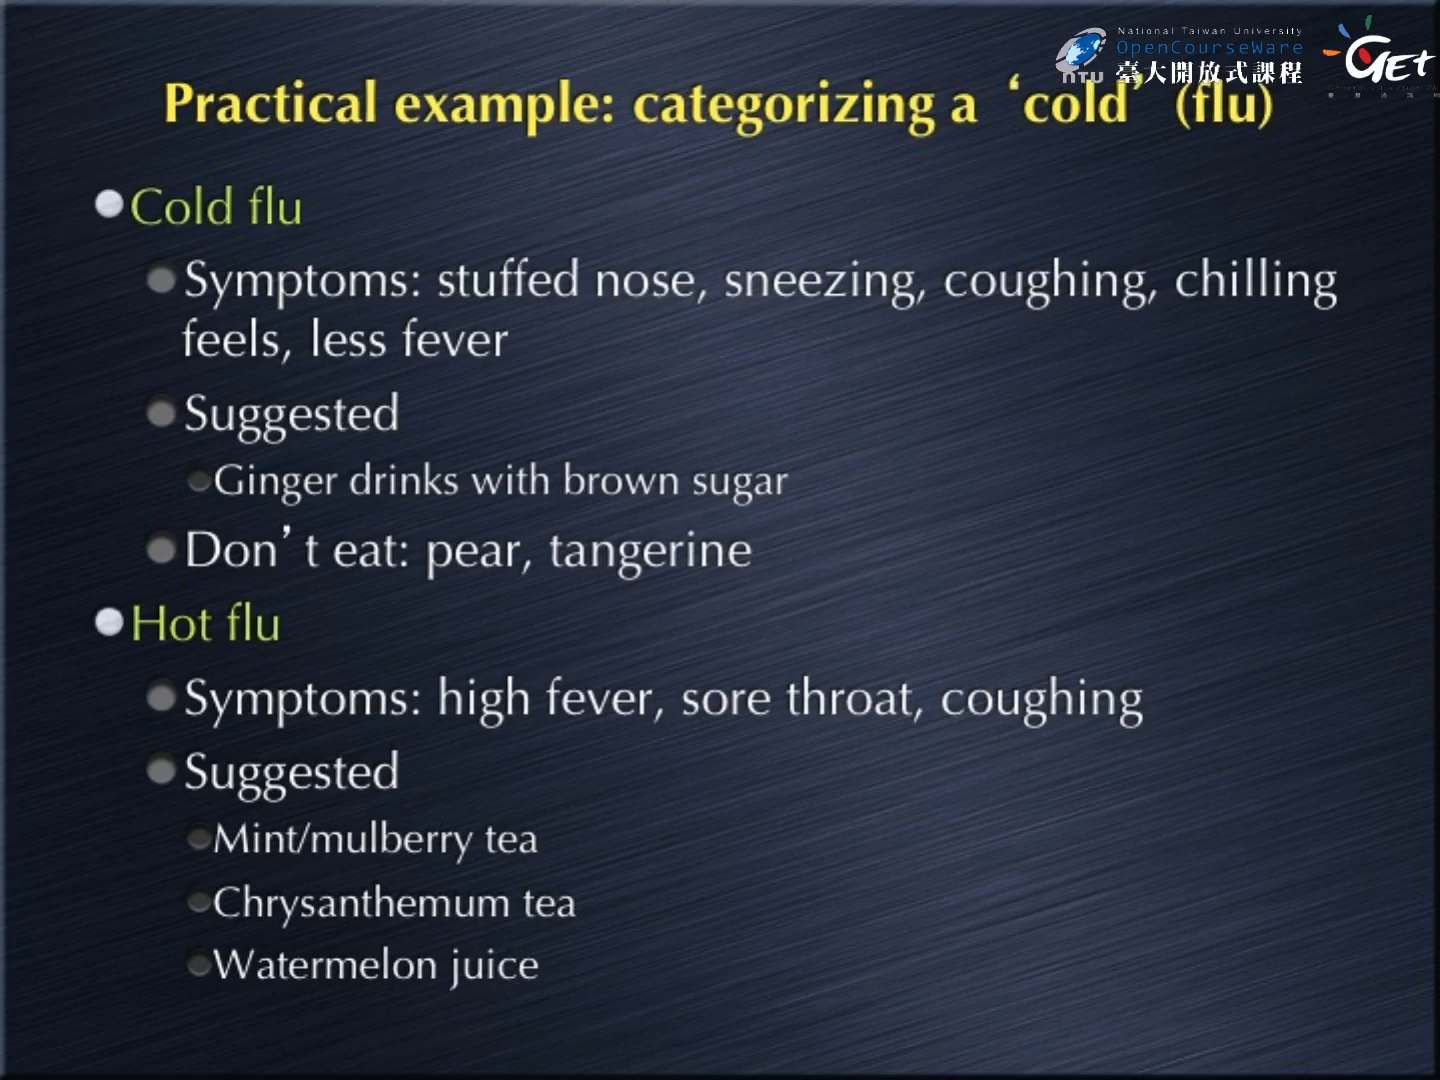 National Taiwan University
OpenCourseWare
NTU 臺大開放式課程
GET
Practical example: categorizing a ‘cold’ (flu)
Cold flu
Symptoms: stuffed nose, sneezing, coughing, chilling
feels, less fever
Suggested
Ginger drinks with brown sugar
Don’t eat: pear, tangerine
Hot flu
Symptoms: high fever, sore throat, coughing
Suggested
Mint/mulberry tea
Chrysanthemum tea
Watermelon juice